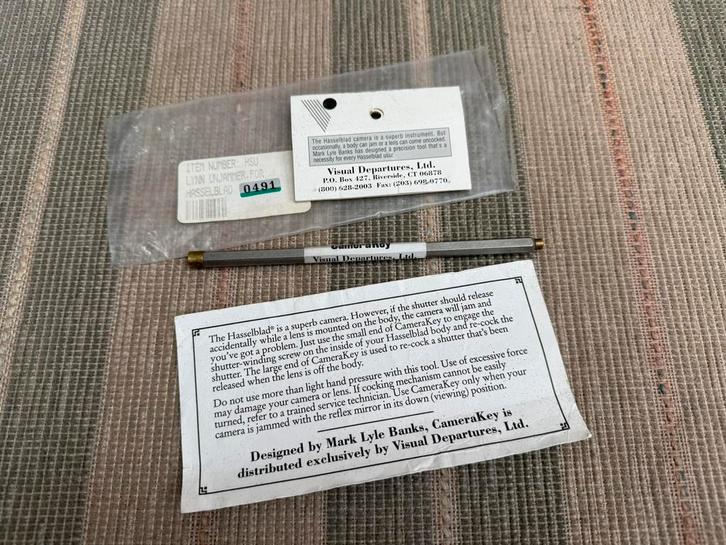 The Hasselblad camera is a superb instrument. But
occasionally, a body can jam or a lens can come uncocked.
Mark Lyle Banks has designed a precision tool that's a
necessity for every Hasselblad user.
Visual Departures, Ltd.
P.O. Box 427, Riverside, CT 06878
(800) 628-2003 Fax: (203) 698-0770
ITEM NUMBER: HSU
LYNN UNJAMMER FOR
HASSELBLAD
0491
CameraKey
Visual Departures, Ltd.
The Hasselblad® is a superb camera. However, if the shutter should release
accidentally while a lens is mounted on the body, the camera will jam and
you've got a problem. Just use the small end of CameraKey to engage the
shutter-winding screw on the inside of your Hasselblad body and re-cock the
shutter. The large end of CameraKey is used to re-cock a shutter that's been
released when the lens is off the body.
Do not use more than light hand pressure with this tool. Use of excessive force
may damage your camera or lens. If cocking mechanism cannot be easily
turned, refer to a trained service technician. Use CameraKey only when your
camera is jammed with the reflex mirror in its down (viewing) position.
Designed by Mark Lyle Banks, CameraKey is
distributed exclusively by Visual Departures, Ltd.